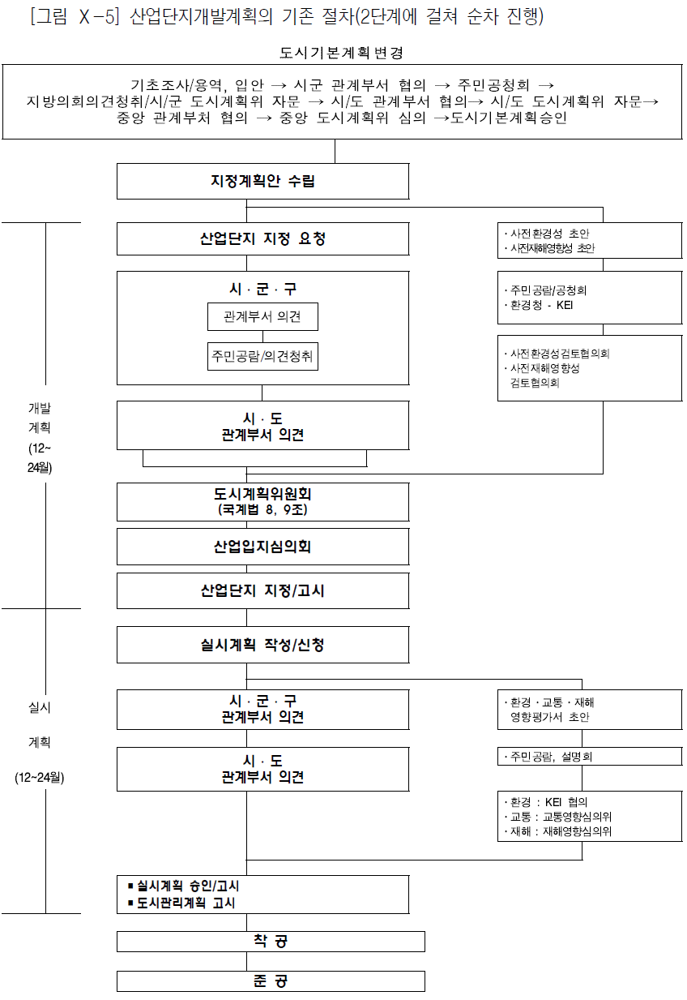 [그림 Ⅹ-5] 산업단지개발계획의 기존 절차(2단계에 걸쳐 순차 진행)
도시기본계획변경
기초조사/용역, 입안 → 시군 관계부서 협의 → 주민공청회 →
지방의회의견청취/시/군 도시계획위 자문 → 시/도 관계부서 협의→ 시/도 도시계획위 자문→
중앙 관계부처 협의 → 중앙 도시계획위 심의 →도시기본계획승인
지정계획안 수립
산업단지 지정 요청
· 사전환경성 초안
· 사전재해영향성 초안
시 · 군 · 구
관계부서 의견
주민공람/의견청취
· 주민공람/공청회
· 환경청 - KEI
· 사전환경성검토협의회
· 사전재해영향성
검토협의회
개발
계획
(12~
24월)
시 · 도
관계부서 의견
도시계획위원회
(국계법 8, 9조)
산업입지심의회
산업단지 지정/고시
실시계획 작성/신청
실시
계획
(12~24월)
시 · 군 · 구
관계부서 의견
· 환경 · 교통 · 재해
영향평가서 초안
시 · 도
관계부서 의견
· 주민공람, 설명회
· 환경 : KEI 협의
· 교통 : 교통영향심의위
· 재해 : 재해영향심의위
▪ 실시계획 승인/고시
▪ 도시관리계획 고시
착 공
준 공